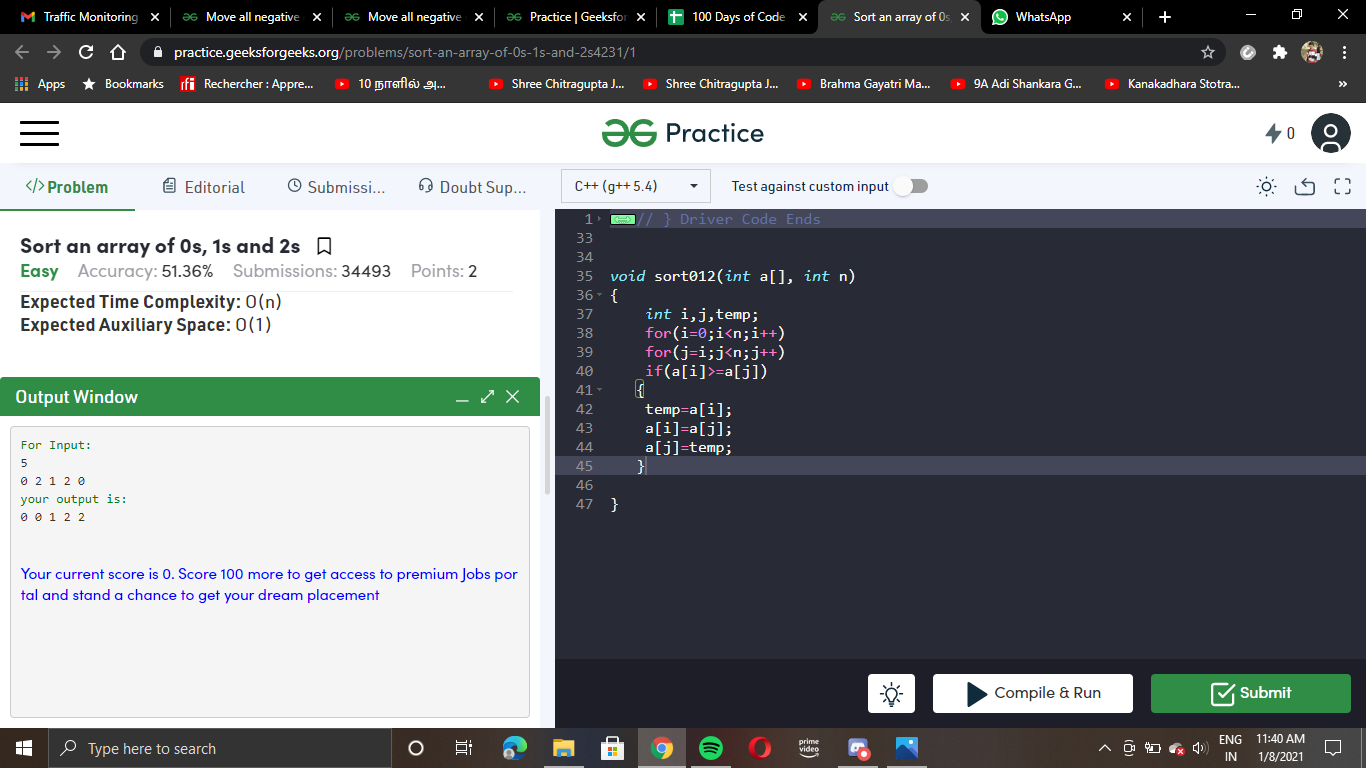 Traffic Monitoring
Move all negative
Move all negative
Practice | Geeksfor
100 Days of Code
Sort an array of 0s,
WhatsApp
practice.geeksforgeeks.org/problems/sort-an-array-of-0s-1s-and-2s4231/1
Apps
Bookmarks
Rechercher : Appre...
10 நாளில் அ...
Shree Chitragupta J...
Shree Chitragupta J...
Brahma Gayatri Ma...
9A Adi Shankara G...
Kanakadhara Stotra...
»
Practice
0
</> Problem
Editorial
Submissi...
Doubt Sup...
C++ (g++ 5.4)
Test against custom input
Sort an array of 0s, 1s and 2s
Easy Accuracy: 51.36% Submissions: 34493 Points: 2
Expected Time Complexity: O(n)
Expected Auxiliary Space: O(1)
Output Window
For Input:
5
0 2 1 2 0
your output is:
0 0 1 2 2
Your current score is 0. Score 100 more to get access to premium Jobs por
tal and stand a chance to get your dream placement
1 // } Driver Code Ends
33
34
35 void sort012(int a[], int n)
36 {
37 int i,j,temp;
38 for(i=0;i<n;i++)
39 for(j=i;j<n;j++)
40 if(a[i]>=a[j])
41 {
42 temp=a[i];
43 a[i]=a[j];
44 a[j]=temp;
45 }
46
47 }
Compile & Run
Submit
Type here to search
prime
video
ENG
IN
11:40 AM
1/8/2021